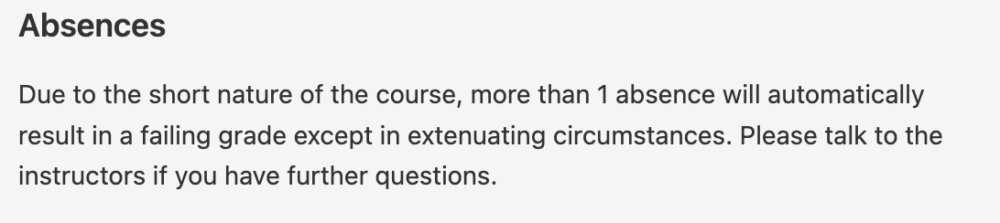 Absences
Due to the short nature of the course, more than 1 absence will automatically
result in a failing grade except in extenuating circumstances. Please talk to the
instructors if you have further questions.